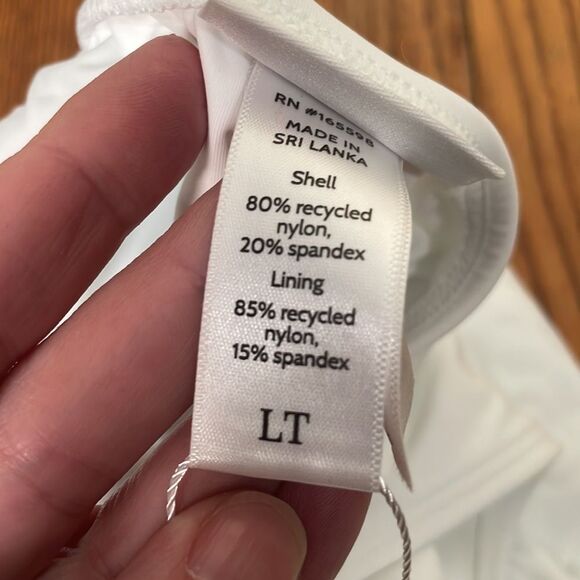 RN #165598
MADE IN
SRI LANKA
Shell
80% recycled
nylon,
20% spandex
Lining
85% recycled
nylon,
15% spandex
LT